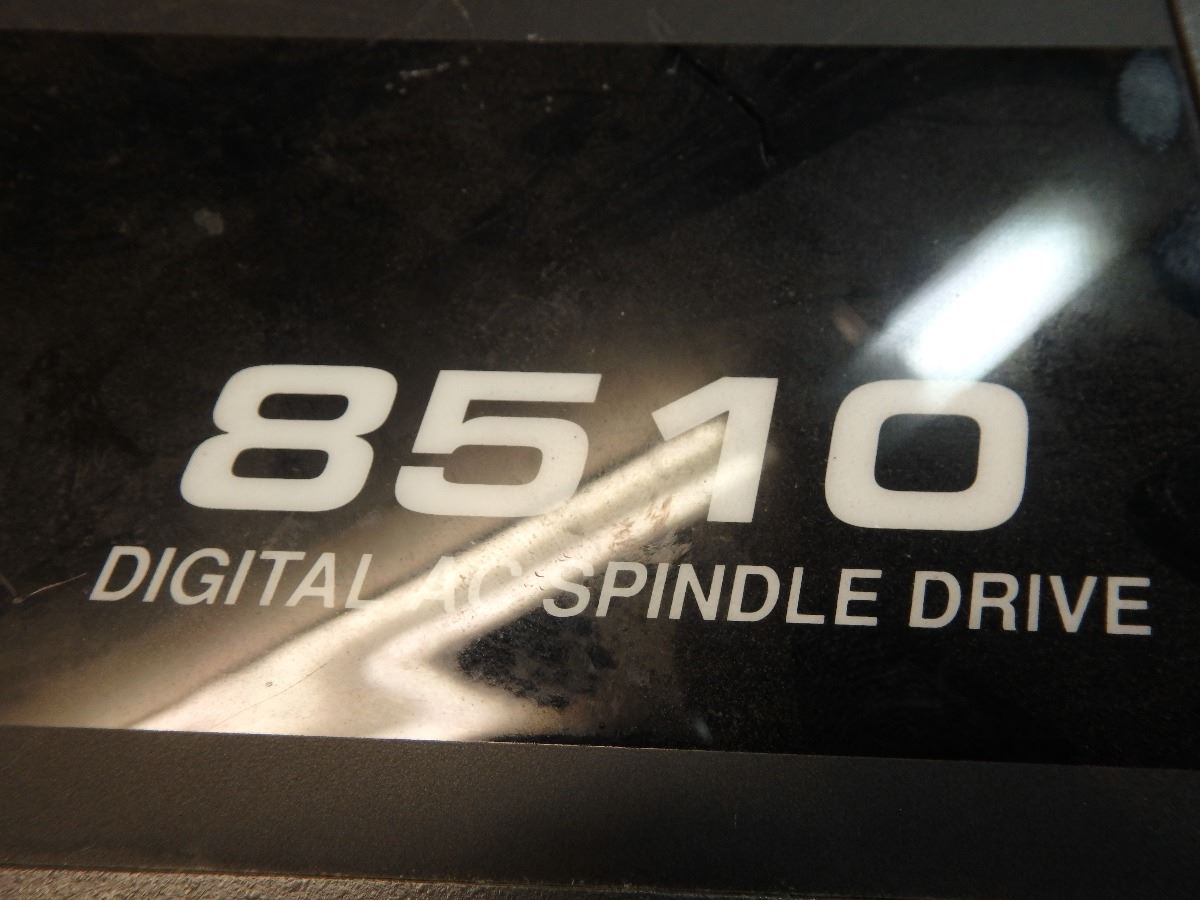 8510
DIGITAL AC SPINDLE DRIVE